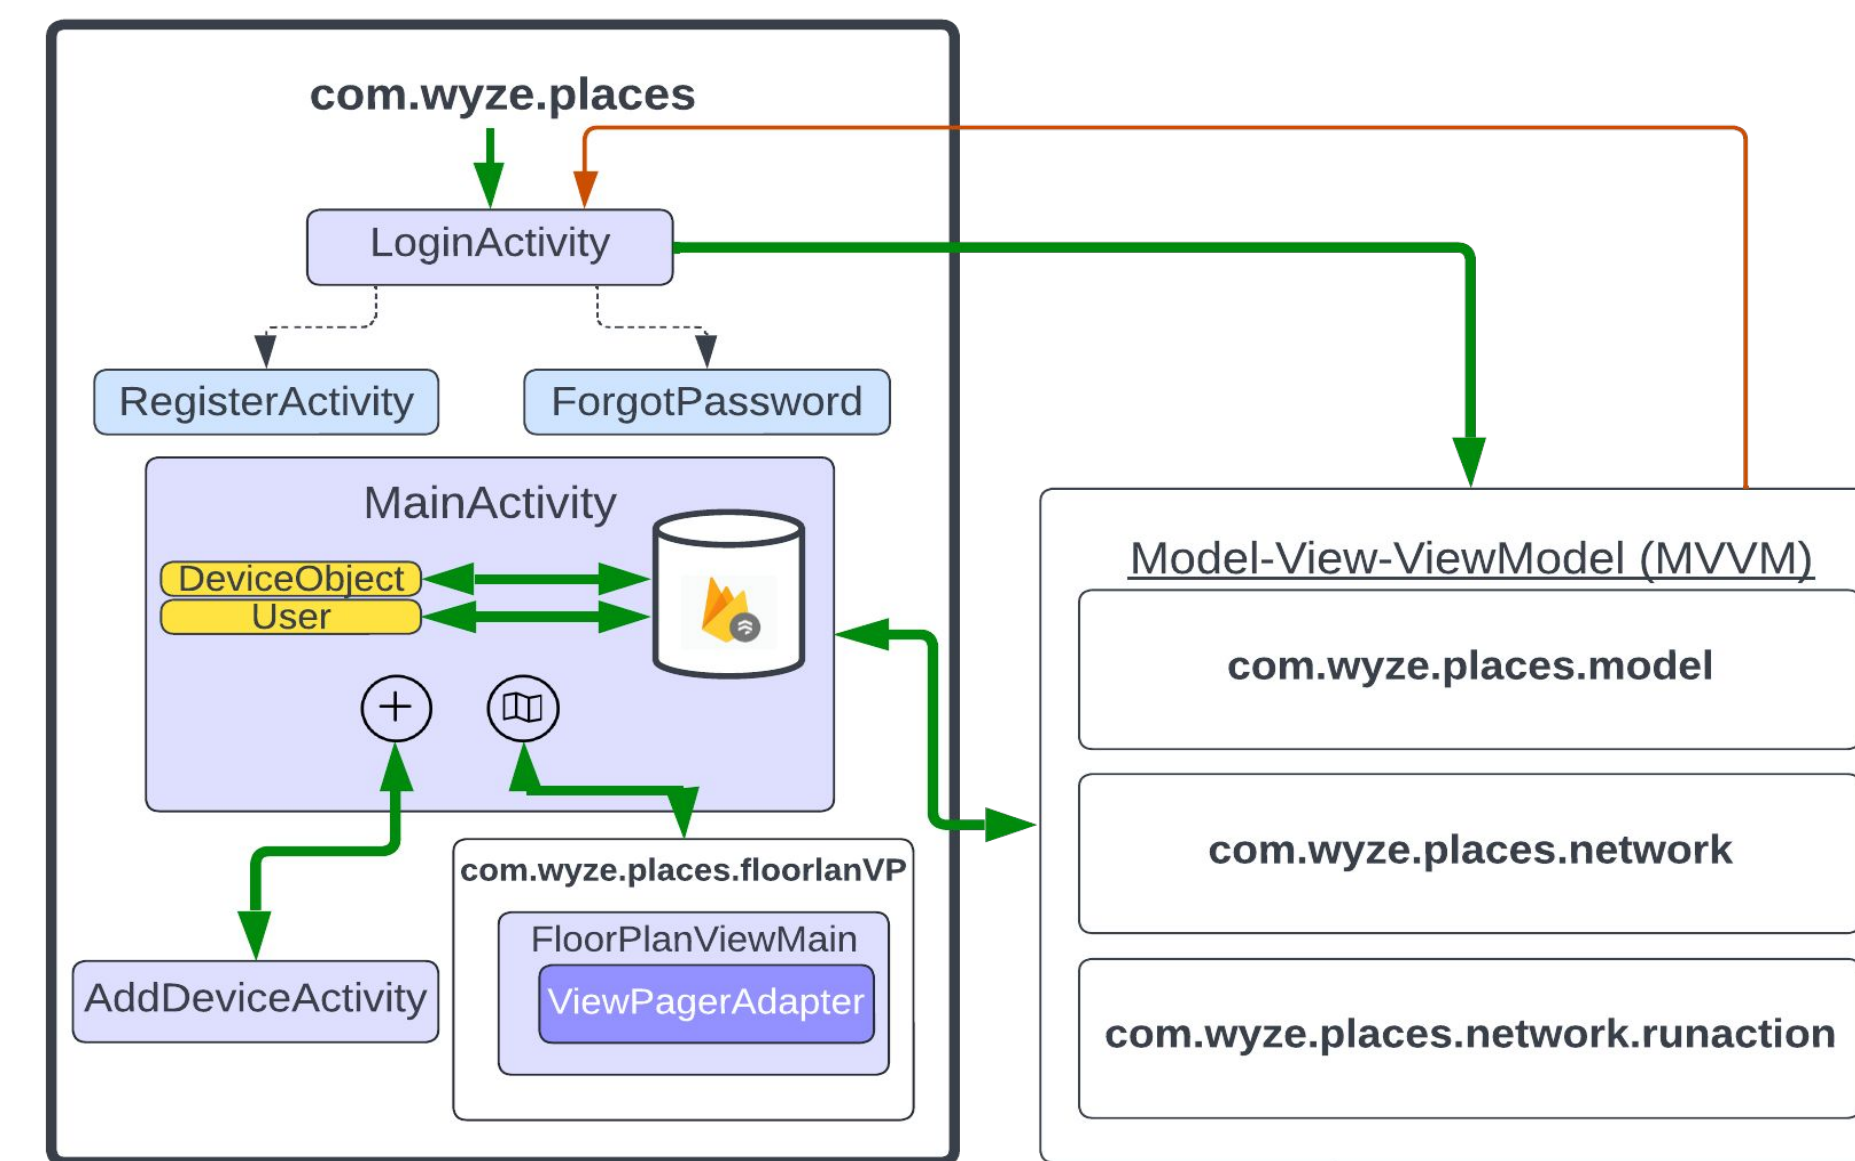 com.wyze.places
LoginActivity
RegisterActivity
ForgotPassword
MainActivity
DeviceObject
User
com.wyze.places.floorlanVP
FloorPlanViewMain
ViewPagerAdapter
AddDeviceActivity
Model-View-ViewModel (MVVM)
com.wyze.places.model
com.wyze.places.network
com.wyze.places.network.runaction